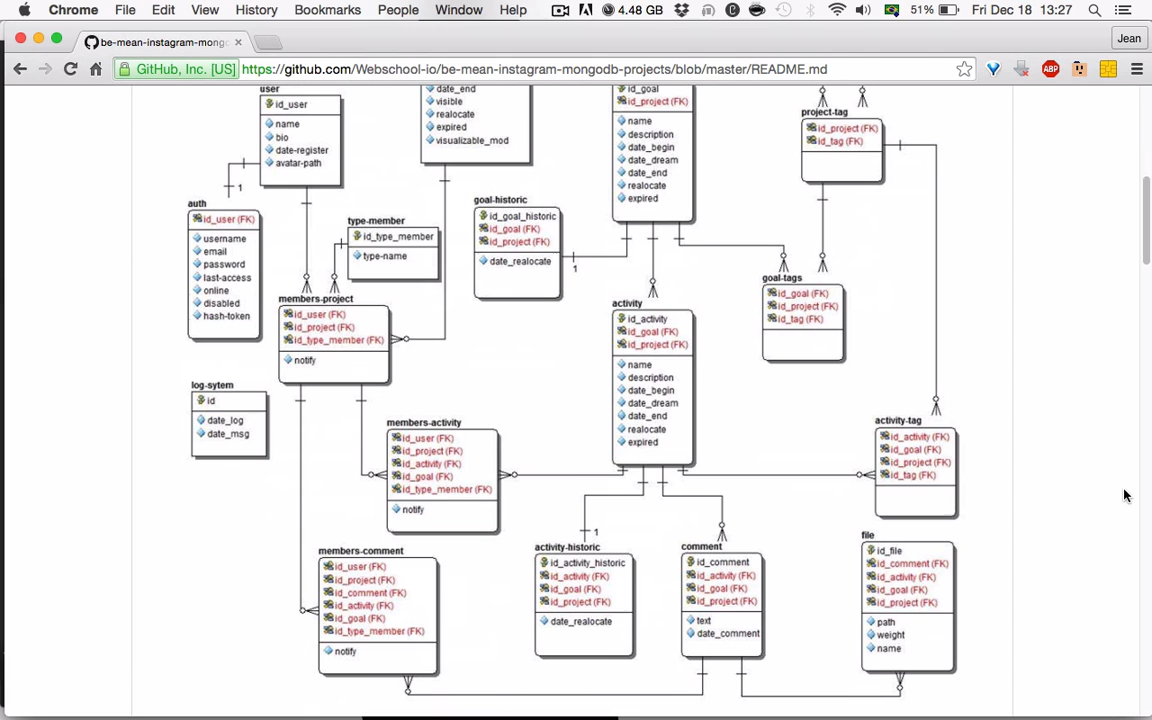 Chrome File Edit View History Bookmarks People Window Help 4.48 GB 51% Fri Dec 18 13:27
be-mean-instagram-mong Jean
GitHub, Inc. [US] https://github.com/Webschool-io/be-mean-instagram-mongodb-projects/blob/master/README.md
ABP
user
id_user
name
bio
date-register
avatar-path
1
date_end
visible
realocate
expired
visualizable_mod
id_goal
id_project (FK)
name
description
date_begin
date_dream
date_end
realocate
expired
project-tag
id_project (FK)
id_tag (FK)
auth
id_user (FK)
username
email
password
last-access
online
disabled
hash-token
type-member
id_type_member
type-name
goal-historic
id_goal_historic
id_goal (FK)
id_project (FK)
date_realocate
1
goal-tags
id_goal (FK)
id_project (FK)
id_tag (FK)
members-project
id_user (FK)
id_project (FK)
id_type_member (FK)
notify
activity
id_activity
id_goal (FK)
id_project (FK)
name
description
date_begin
date_dream
date_end
realocate
expired
log-sytem
id
date_log
date_msg
members-activity
id_user (FK)
id_project (FK)
id_activity (FK)
id_goal (FK)
id_type_member (FK)
notify
activity-tag
id_activity (FK)
id_goal (FK)
id_project (FK)
id_tag (FK)
members-comment
id_user (FK)
id_project (FK)
id_comment (FK)
id_activity (FK)
id_goal (FK)
id_type_member (FK)
notify
1
activity-historic
id_activity_historic
id_activity (FK)
id_goal (FK)
id_project (FK)
date_realocate
comment
id_comment
id_activity (FK)
id_goal (FK)
id_project (FK)
text
date_comment
file
id_file
id_comment (FK)
id_activity (FK)
id_goal (FK)
id_project (FK)
path
weight
name